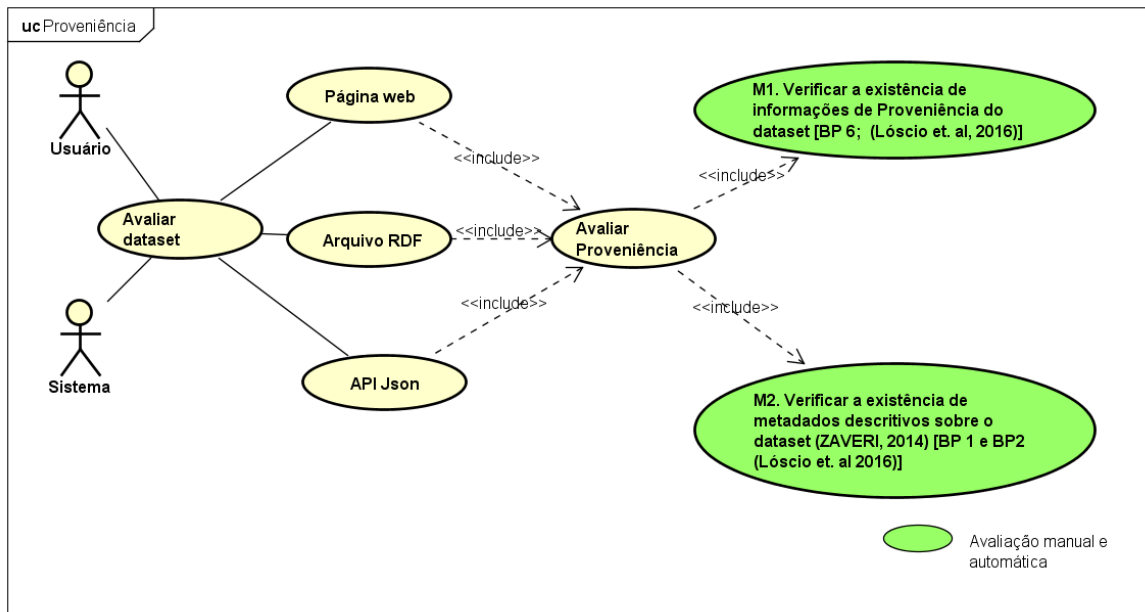 uc Proveniência
Usuário
Página web
M1. Verificar a existência de
informações de Proveniência do
dataset [BP 6;  (Lóscio et. al, 2016)]
<<include>>
<<include>>
Avaliar
dataset
Arquivo RDF
<<include>>
Avaliar
Proveniência
<<include>>
<<include>>
Sistema
API Json
M2. Verificar a existência de
metadados descritivos sobre o
dataset (ZAVERI, 2014) [BP 1 e BP2
(Lóscio et. al 2016)]
Avaliação manual e
automática